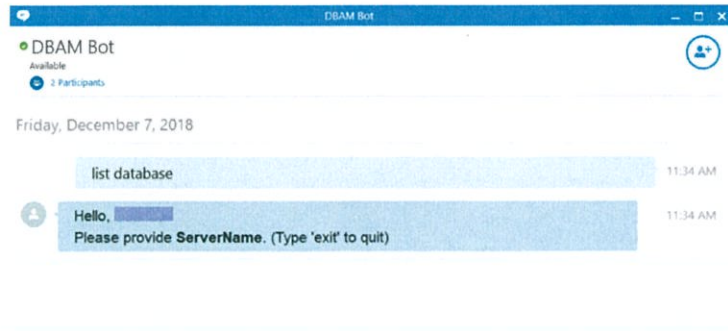 DBAM Bot
DBAM Bot
Available
2 Participants
Friday, December 7, 2018
list database 11:34 AM
Hello, 11:34 AM
Please provide ServerName. (Type 'exit' to quit)